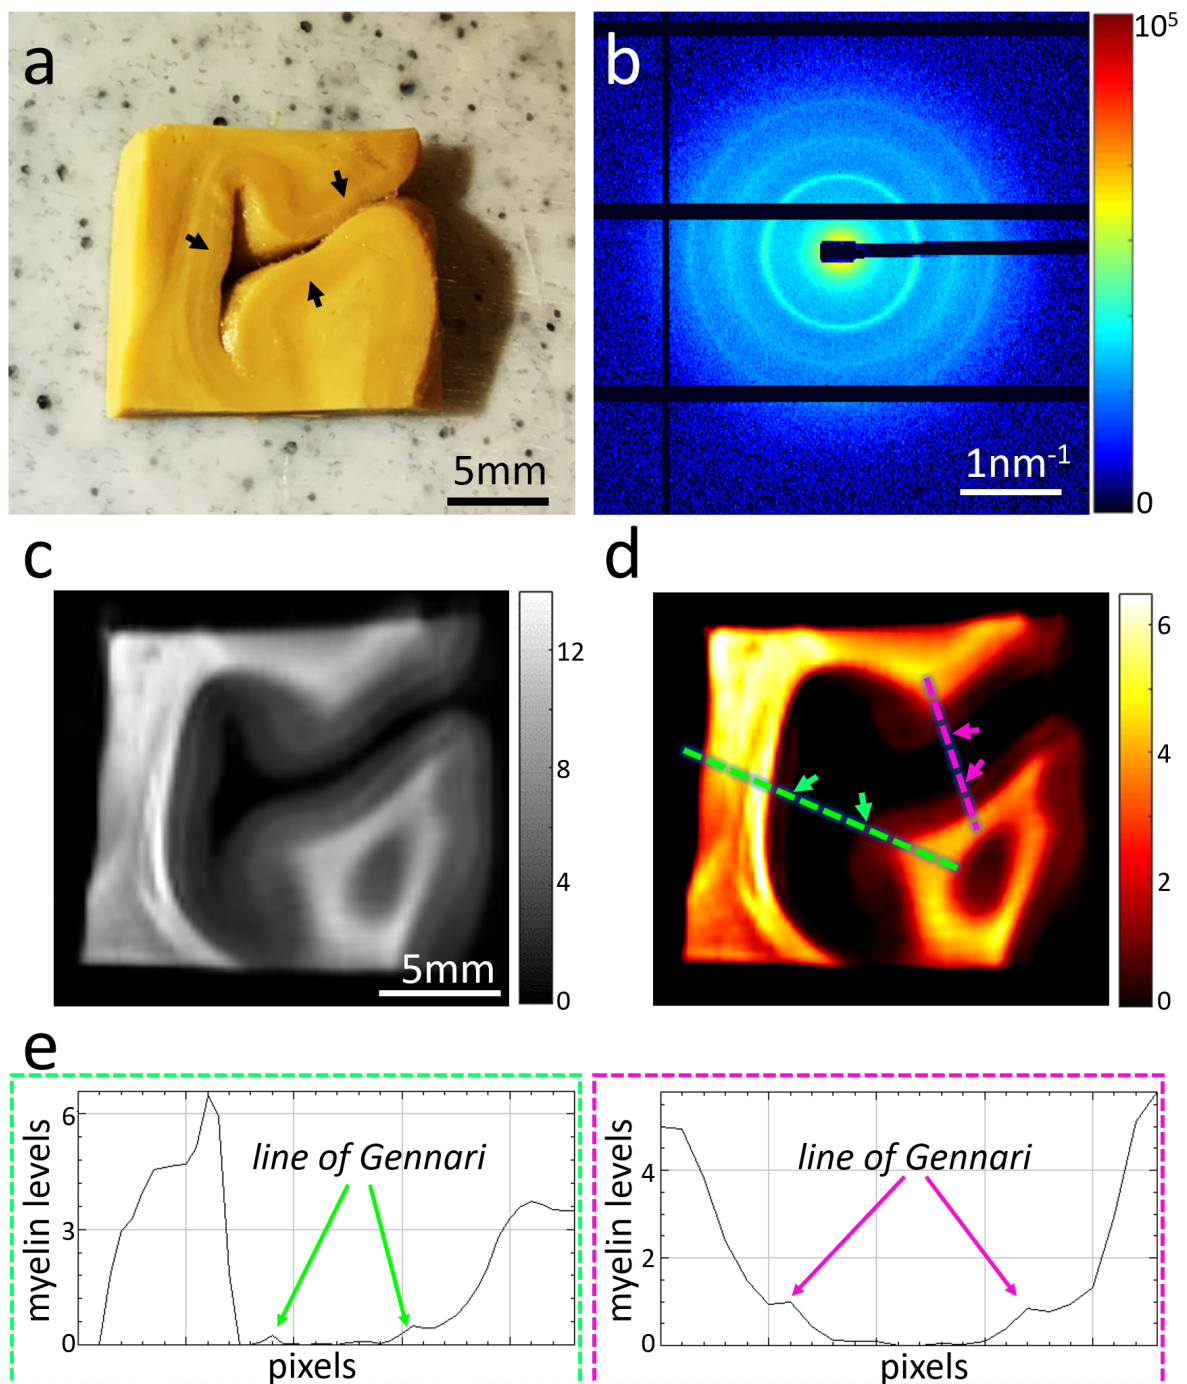 a
5mm
b
10⁵
1nm⁻¹
0
c
12
8
4
0
5mm
d
6
4
2
0
e
myelin levels
6
3
0
line of Gennari
pixels
myelin levels
4
2
0
line of Gennari
pixels